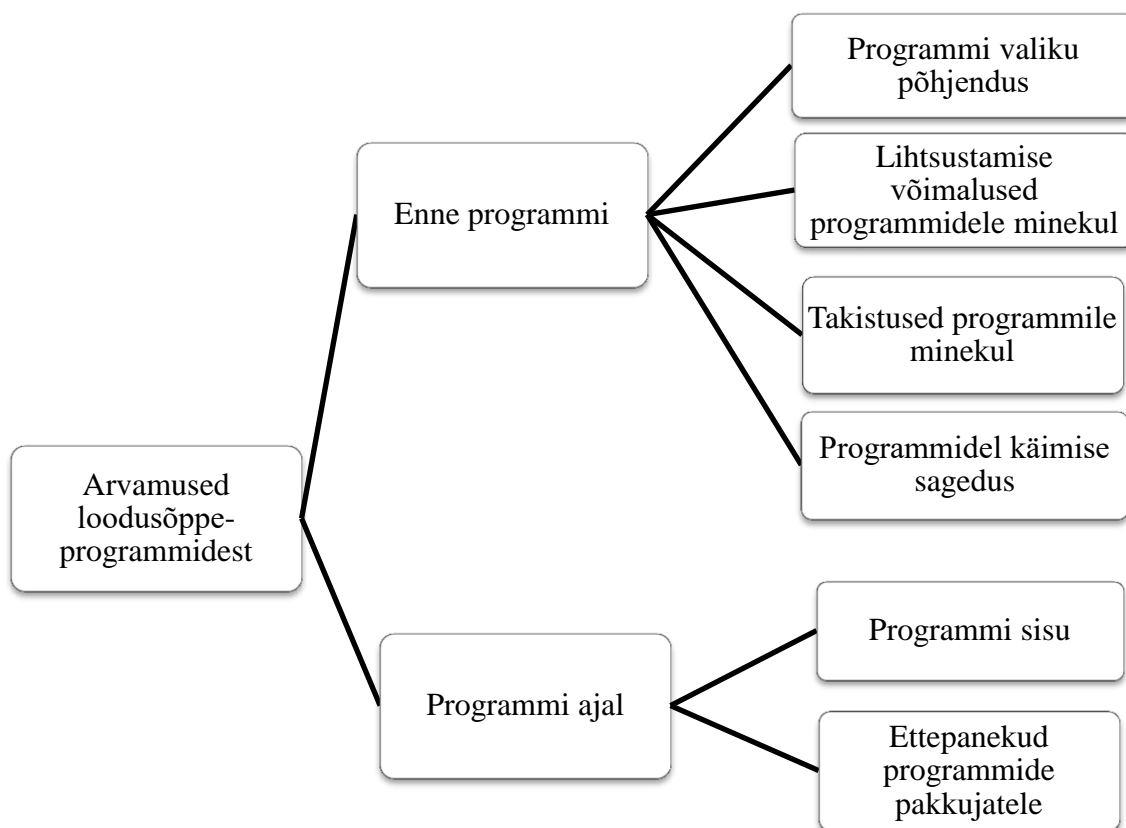 Programmi valiku
põhjendus
Lihtsustamise
võimalused
programmidele minekul
Enne programmi
Takistused programmile
minekul
Programmidel käimise
sagedus
Arvamused
loodusõppe-
programmidest
Programmi sisu
Programmi ajal
Ettepanekud
programmide
pakkujatele